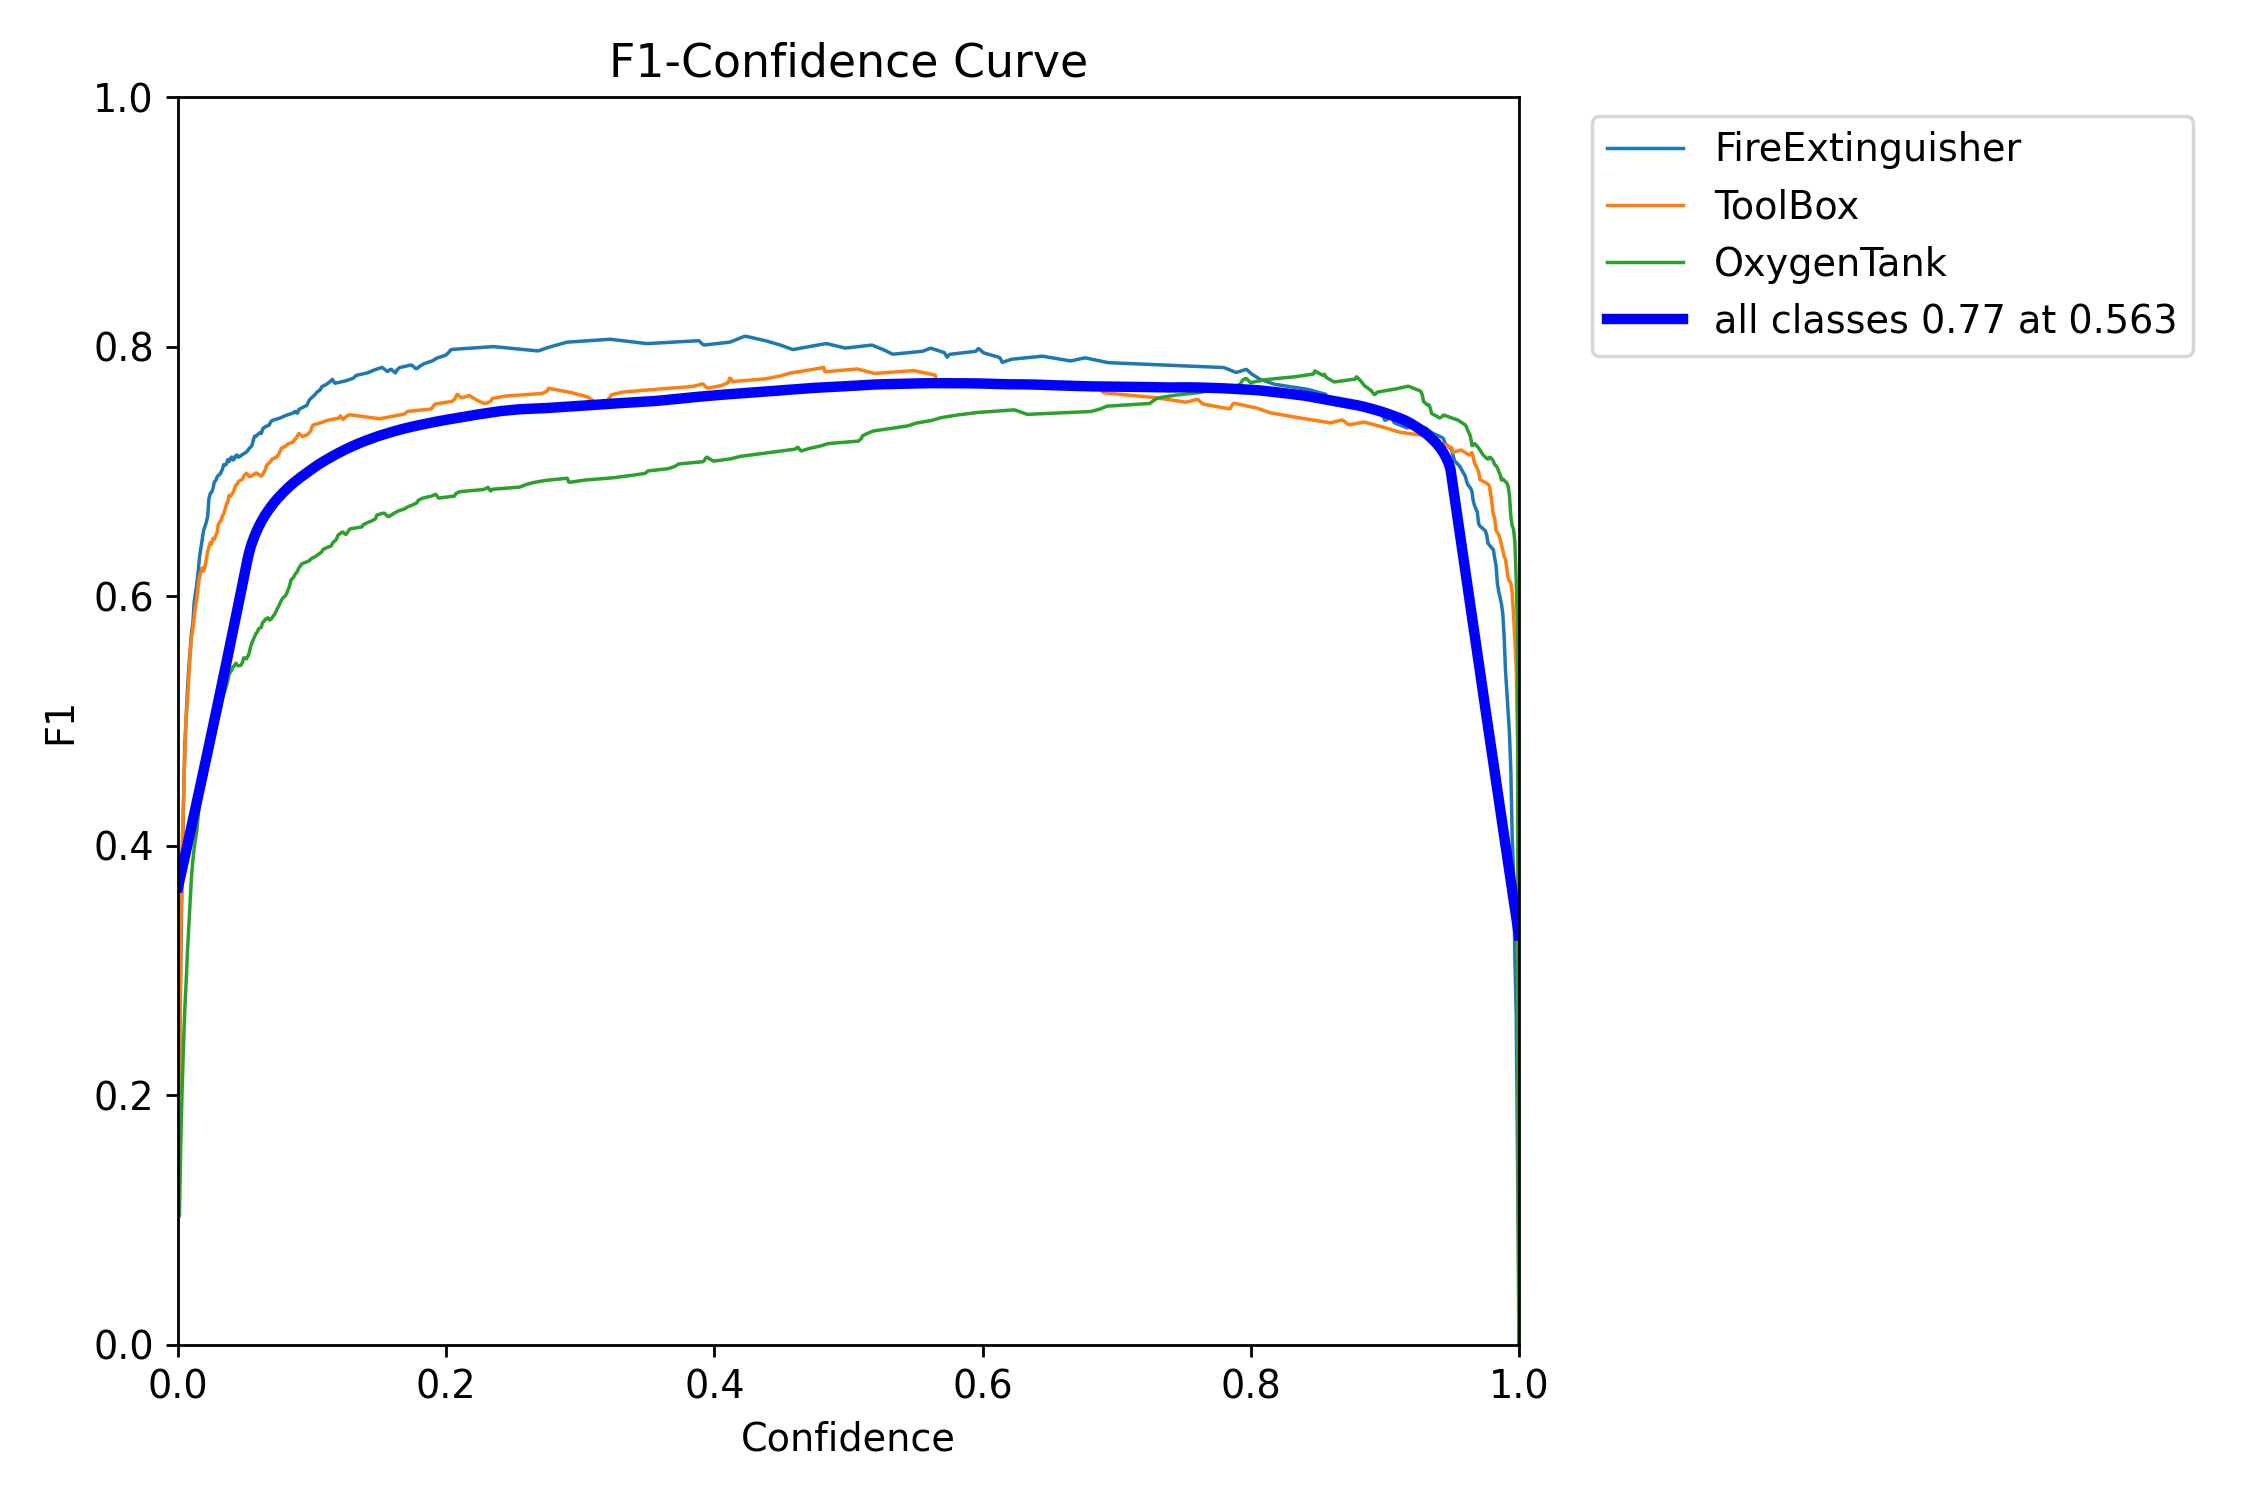 F1-Confidence Curve
1.0
0.8
0.6
0.4
0.2
0.0
F1
0.0 0.2 0.4 0.6 0.8 1.0
Confidence
FireExtinguisher
ToolBox
OxygenTank
all classes 0.77 at 0.563